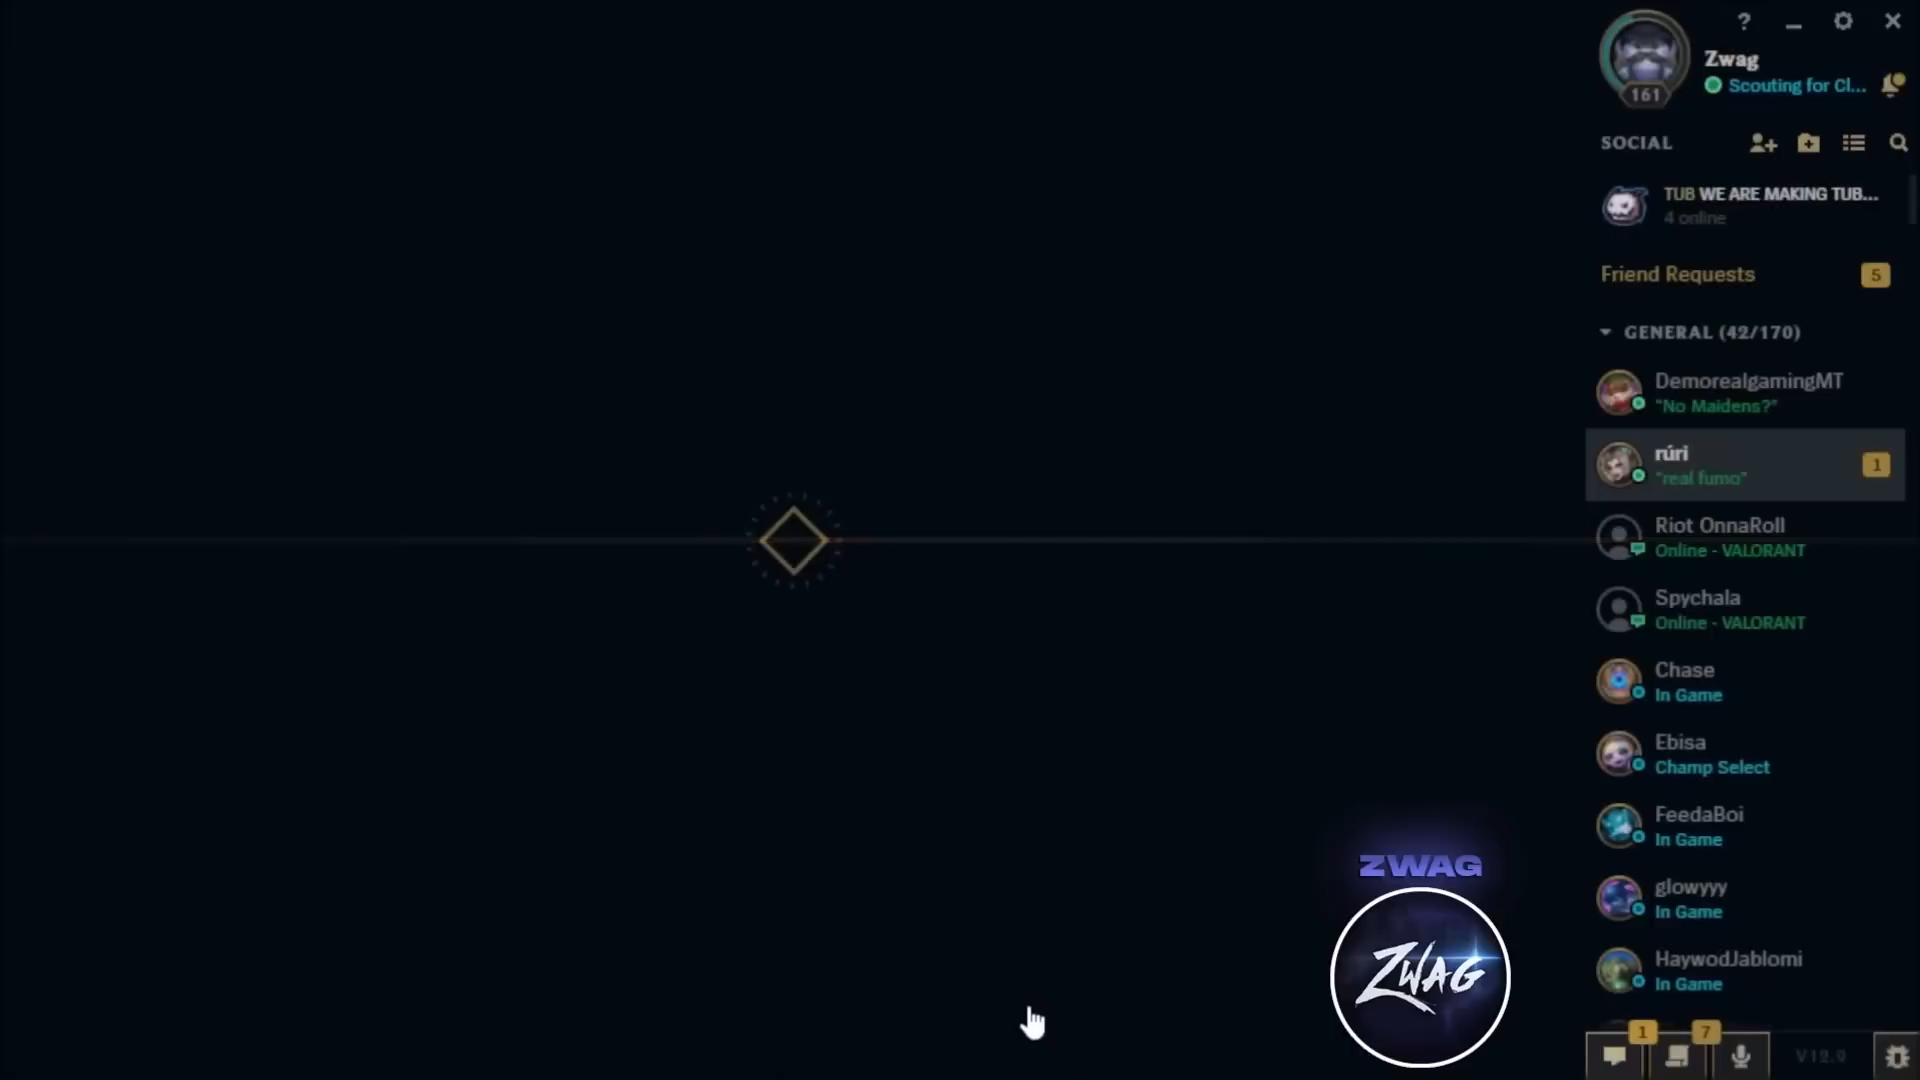 ?
Zwag
Scouting for Cl...
161
SOCIAL
TUB WE ARE MAKING TUB...
4 online
Friend Requests
5
GENERAL (42/170)
DemorealgamingMT
"No Maidens?"
rúri
"real fumo"
1
Riot OnnaRoll
Online - VALORANT
Spychala
Online - VALORANT
Chase
In Game
Ebisa
Champ Select
FeedaBoi
In Game
glowyyy
In Game
HaywodJablomi
In Game
ZWAG
ZWAG
1
7
V12.9